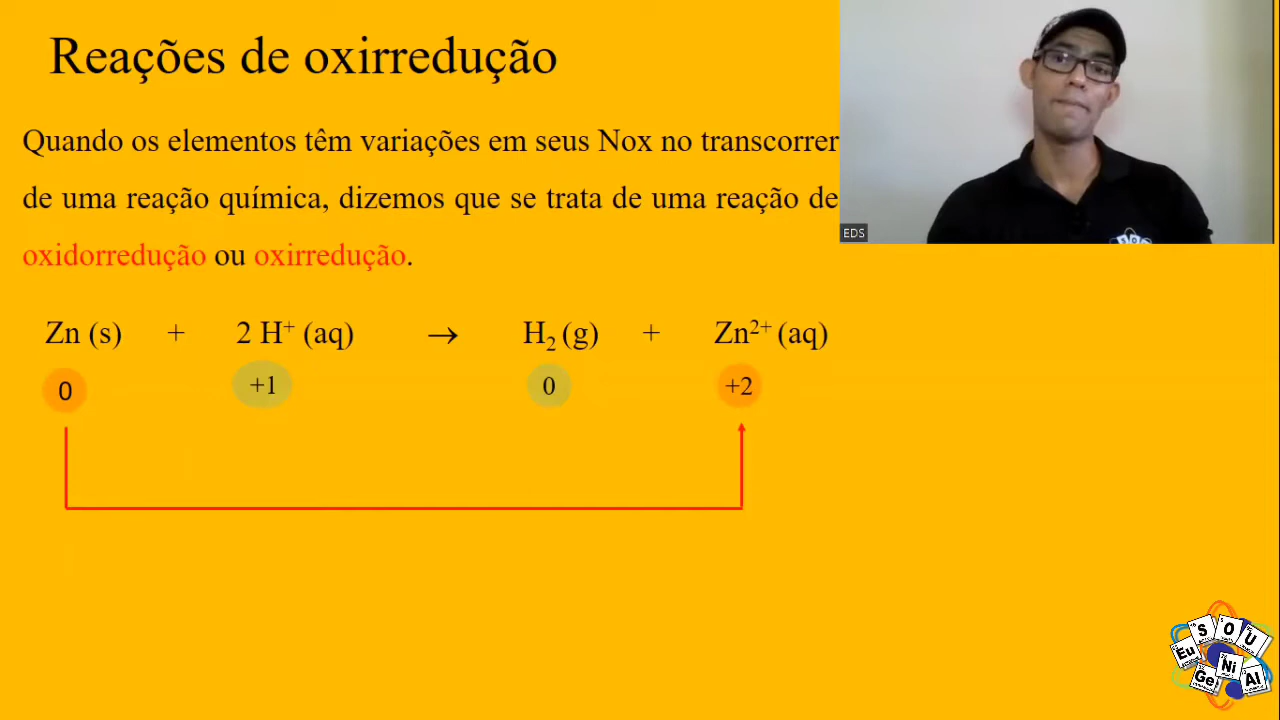 Reações de oxirredução
Quando os elementos têm variações em seus Nox no transcorrer
de uma reação química, dizemos que se trata de uma reação de
oxidorredução ou oxirredução.
EDS
Zn (s) + 2 H⁺ (aq) → H₂ (g) + Zn²⁺ (aq)
0 +1 0 +2
S O U
Eu Ni
Ge Al